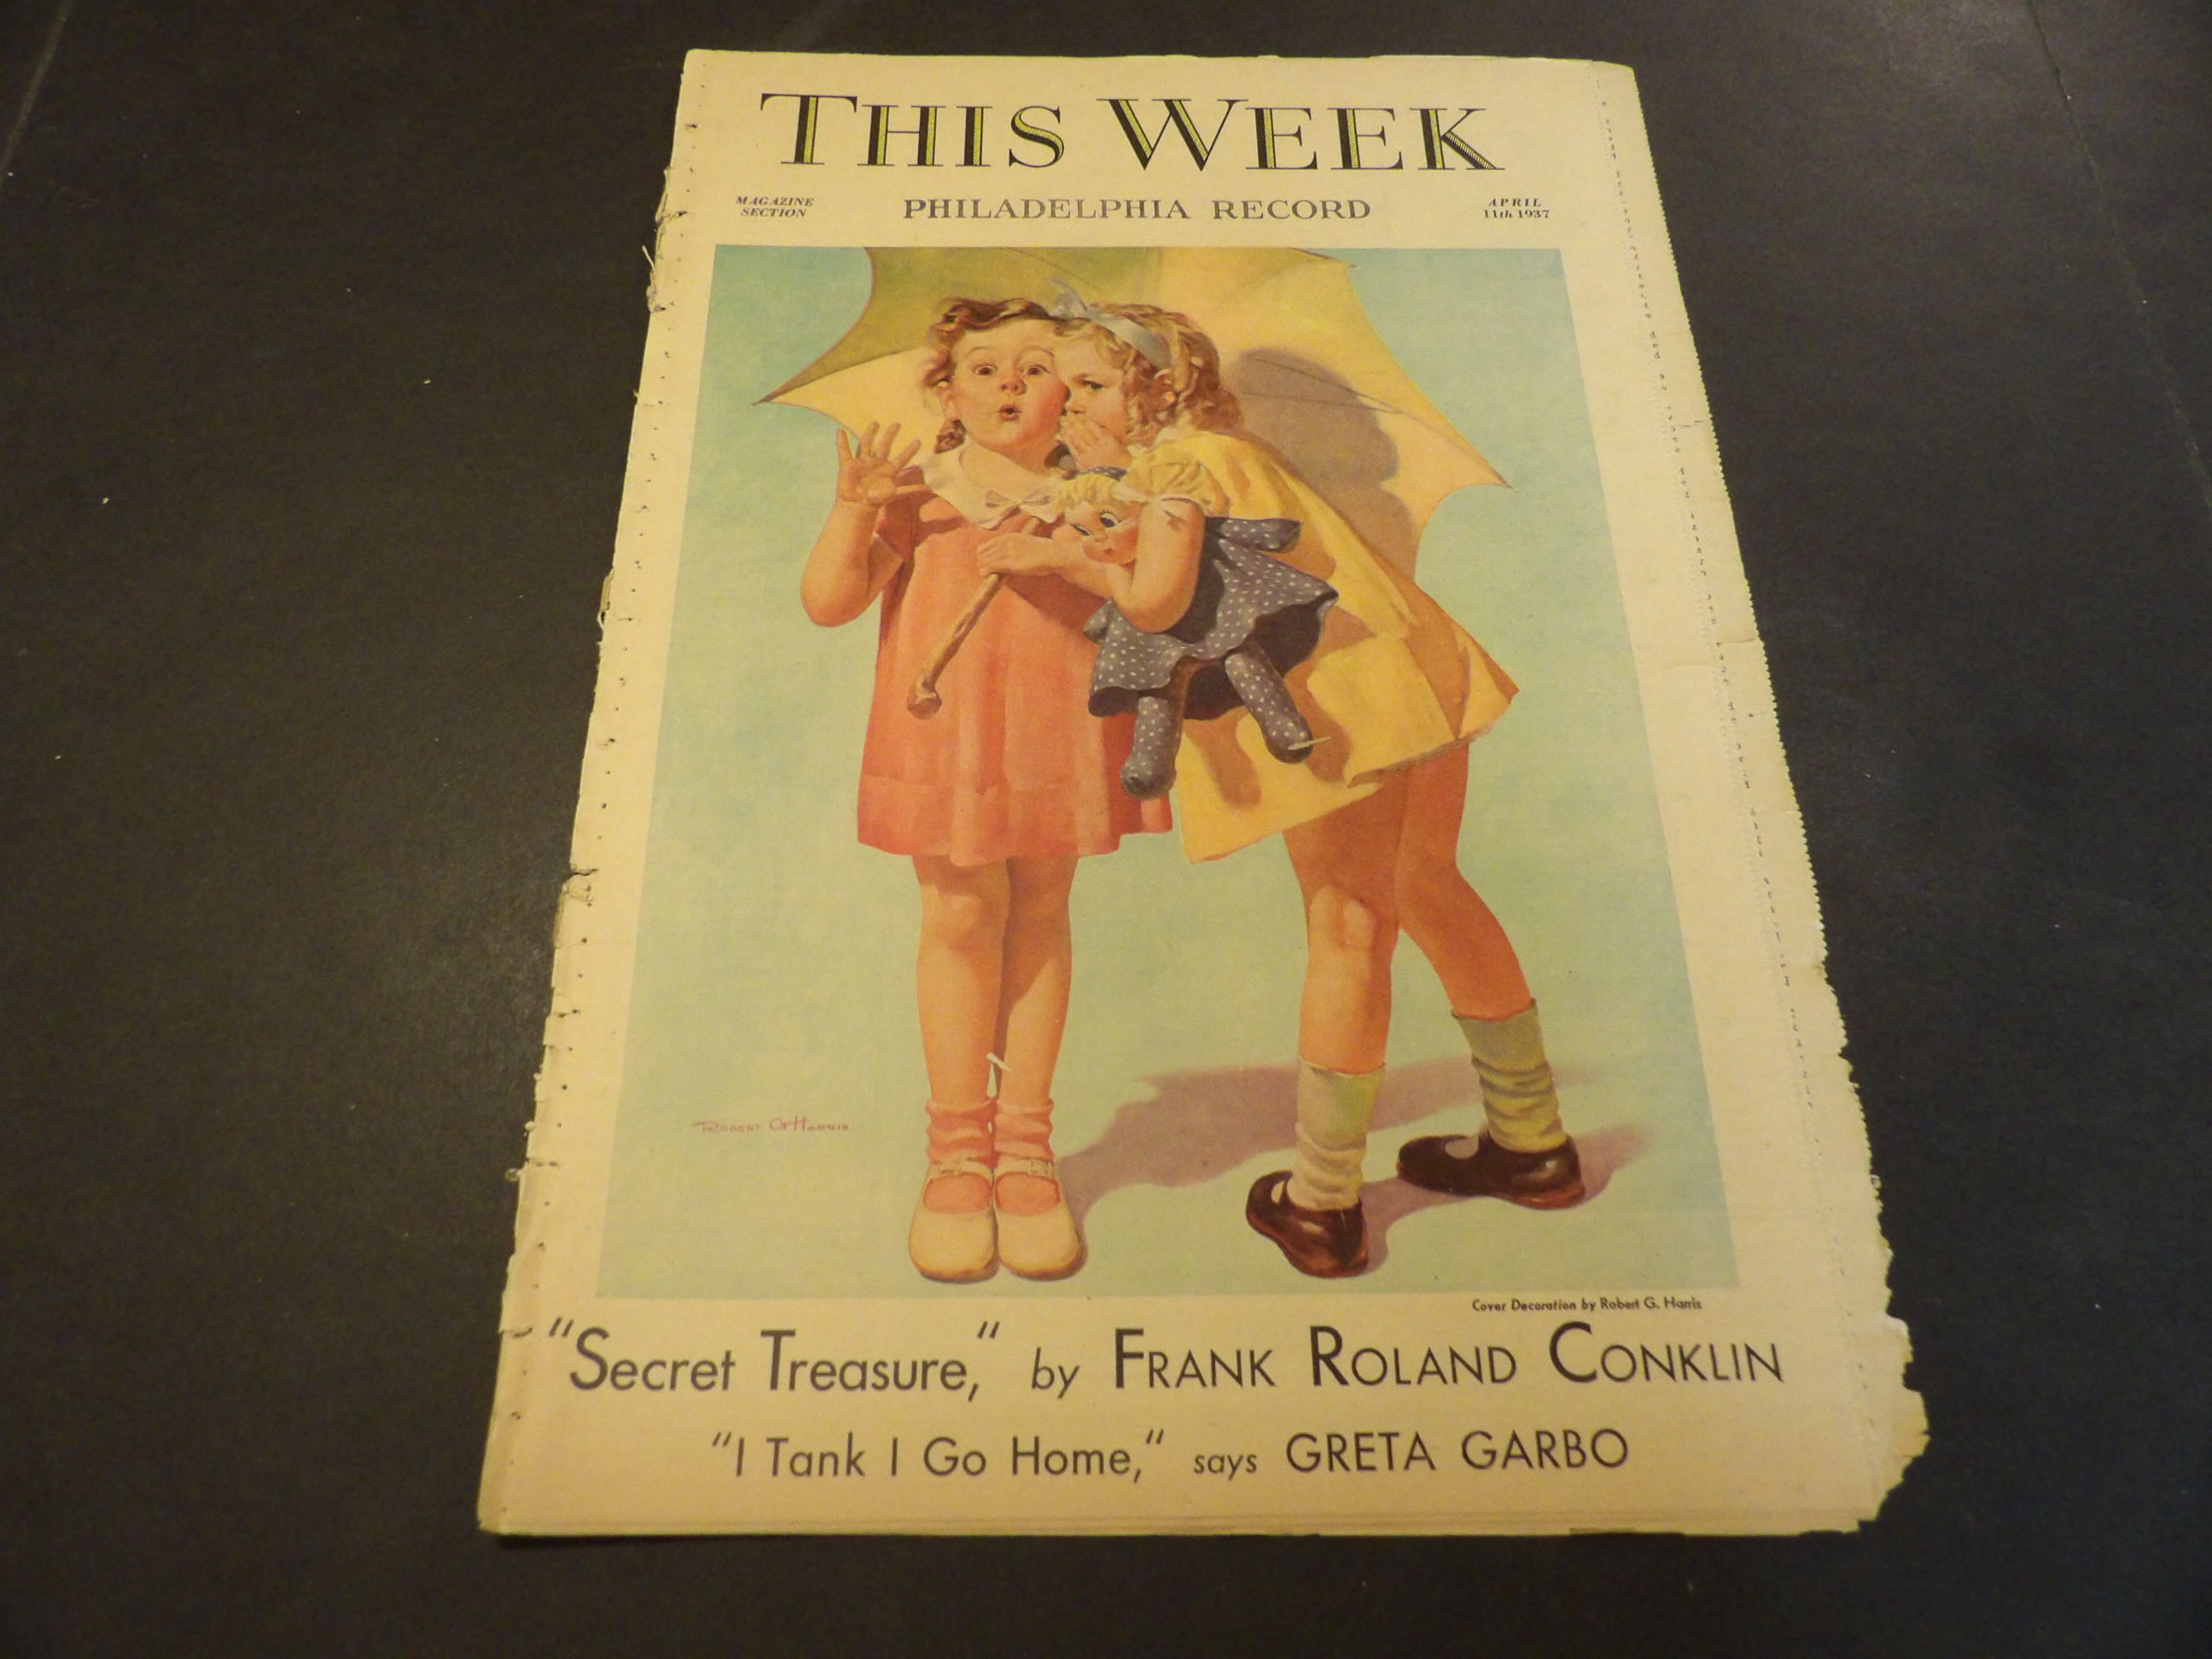 THIS WEEK
MAGAZINE
SECTION
PHILADELPHIA RECORD
APRIL
11th 1937
ROBERT G HARRIS
Cover Decoration by Robert G. Harris
"Secret Treasure," by FRANK ROLAND CONKLIN
"I Tank I Go Home," says GRETA GARBO